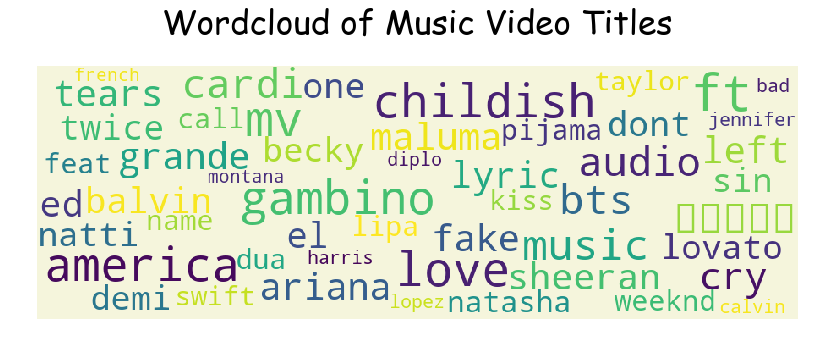 Wordcloud of Music Video Titles
french
tears
cardi
one
childish
taylor
ft
bad
twice
call
mv
maluma
pijama
dont
jennifer
feat
grande
becky
diplo
audio
left
montana
lyric
sin
ed
balvin
name
gambino
kiss
bts
natti
el
lipa
fake
music
lovato
america
dua
harris
love
sheeran
cry
demi
swift
ariana
lopez
natasha
weeknd
calvin